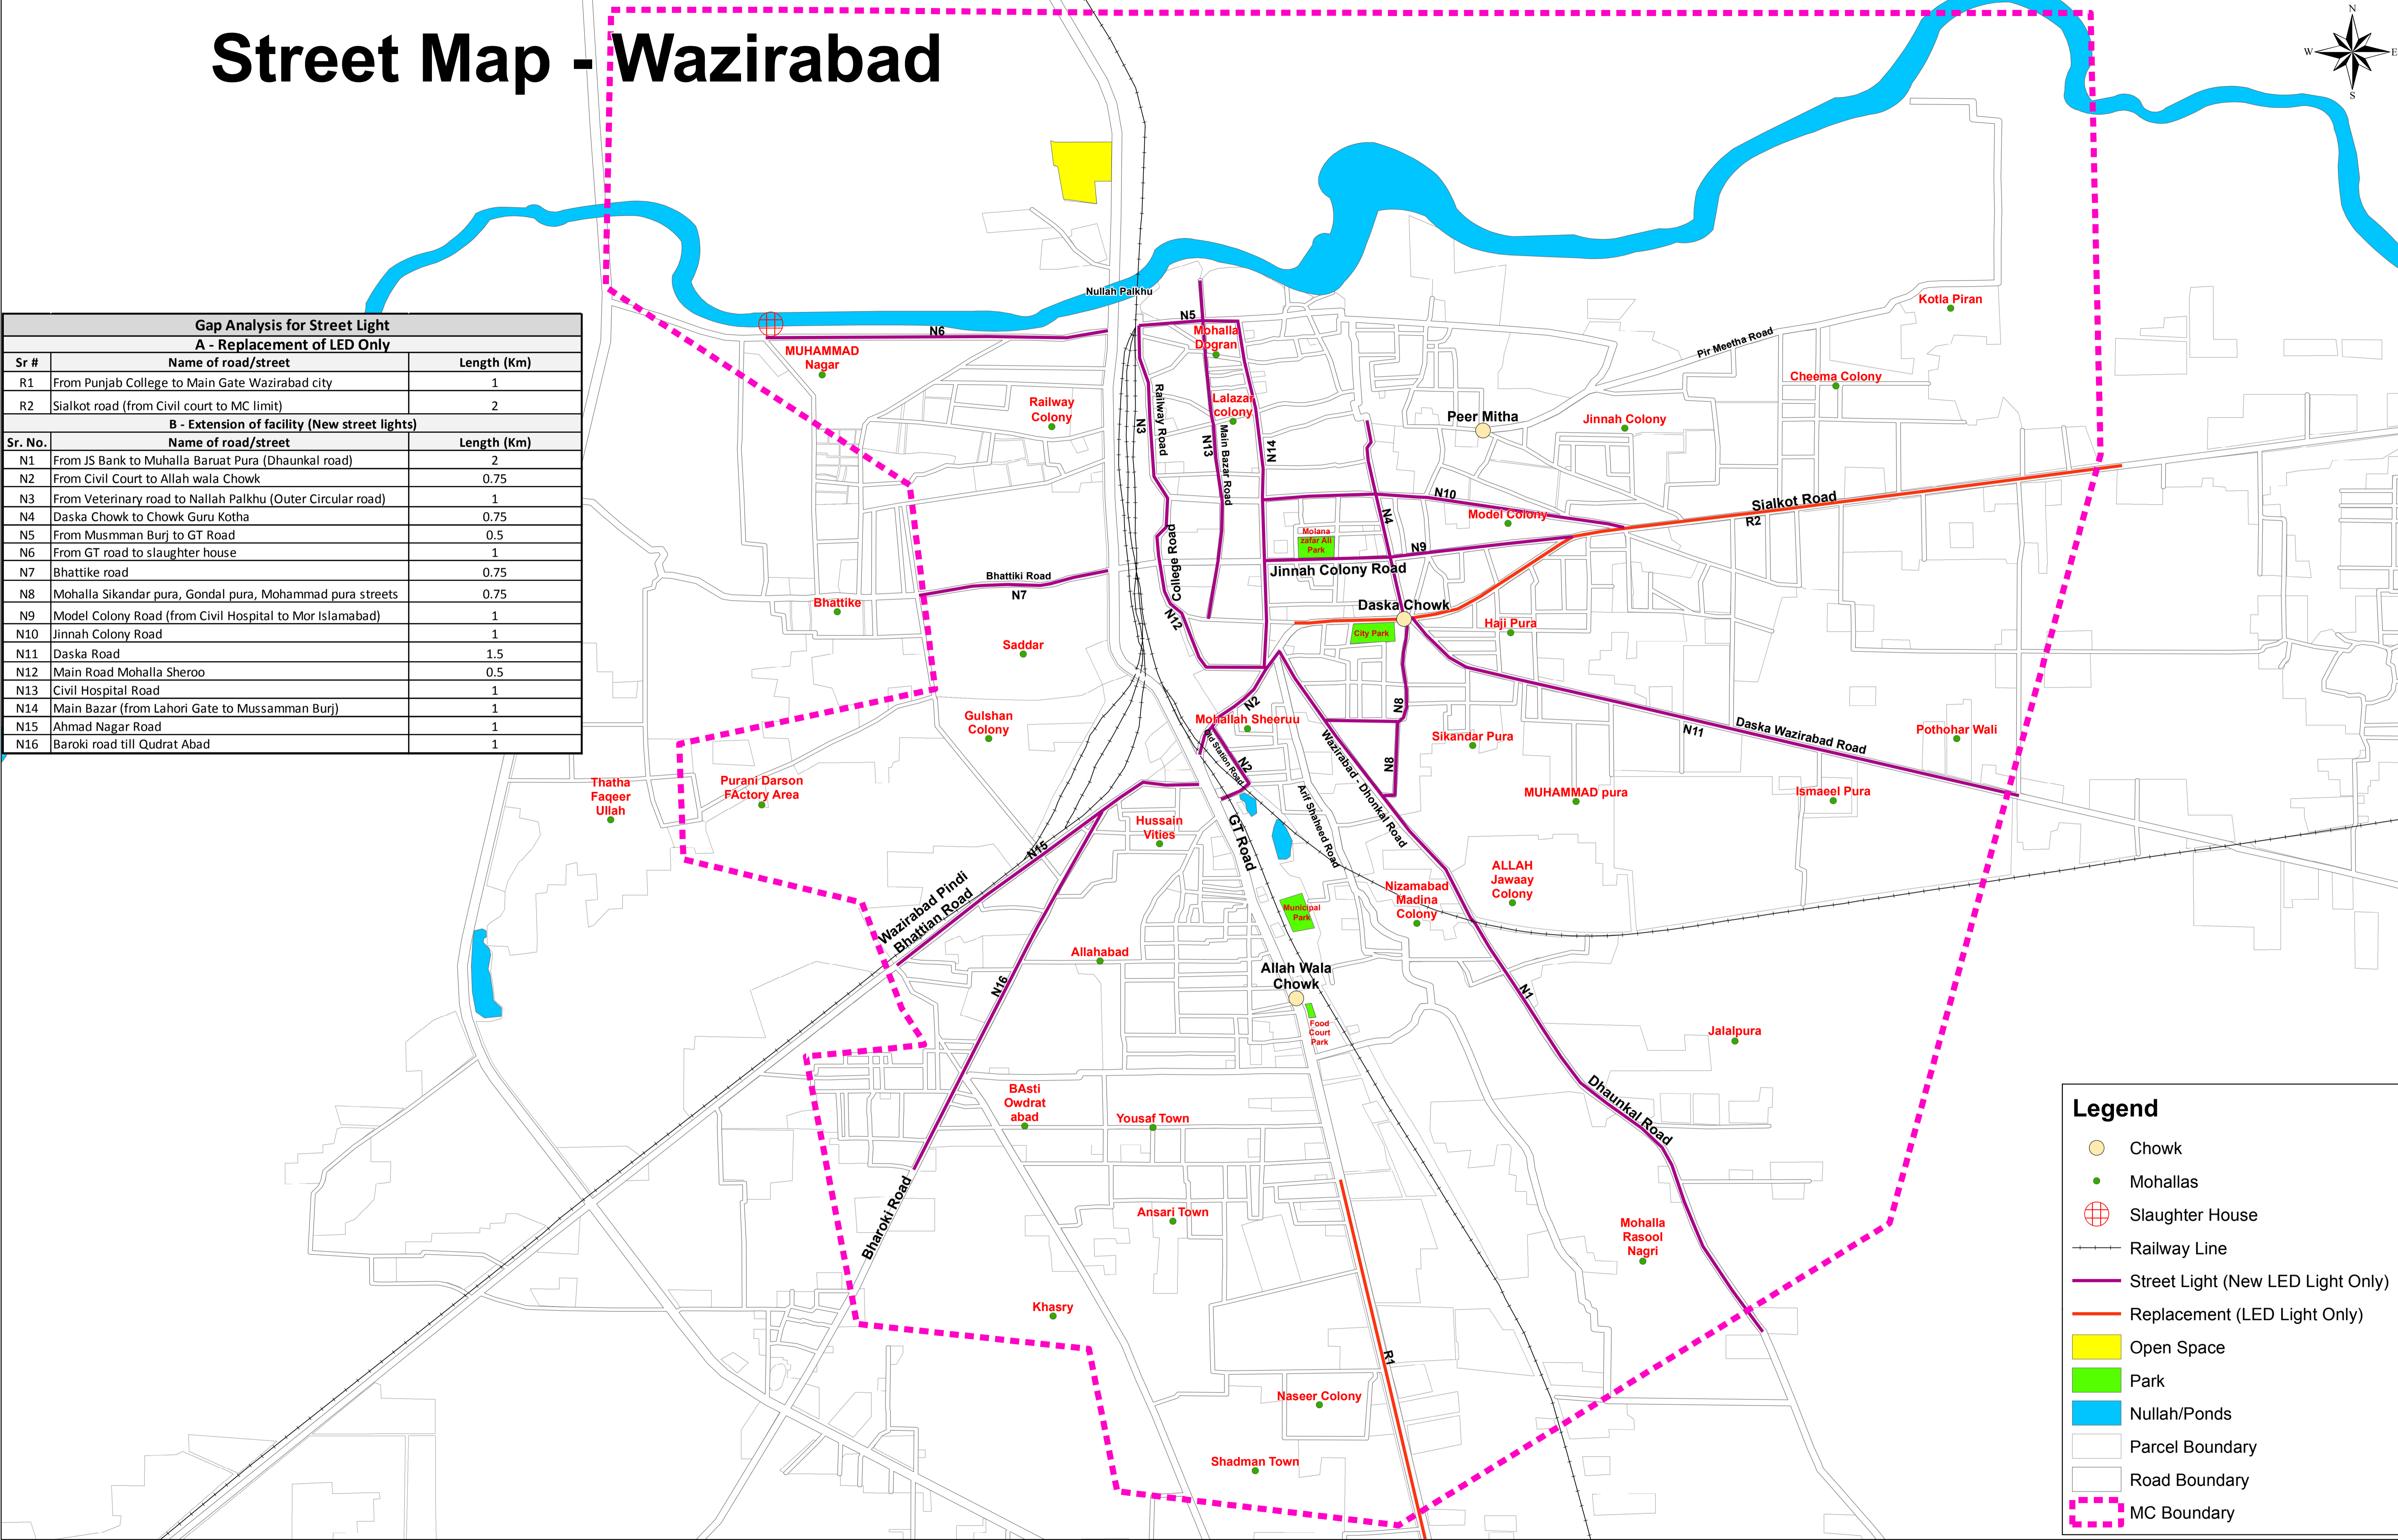 Street Map - Wazirabad
N
W
E
S
Gap Analysis for Street Light
A - Replacement of LED Only
Sr # Name of road/street Length (Km)
R1 From Punjab College to Main Gate Wazirabad city 1
R2 Sialkot road (from Civil court to MC limit) 2
B - Extension of facility (New street lights)
Sr. No. Name of road/street Length (Km)
N1 From JS Bank to Muhalla Baruat Pura (Dhaunkal road) 2
N2 From Civil Court to Allah wala Chowk 0.75
N3 From Veterinary road to Nallah Palkhu (Outer Circular road) 1
N4 Daska Chowk to Chowk Guru Kotha 0.75
N5 From Musmman Burj to GT Road 0.5
N6 From GT road to slaughter house 1
N7 Bhattike road 0.75
N8 Mohalla Sikandar pura, Gondal pura, Mohammad pura streets 0.75
N9 Model Colony Road (from Civil Hospital to Mor Islamabad) 1
N10 Jinnah Colony Road 1
N11 Daska Road 1.5
N12 Main Road Mohalla Sheroo 0.5
N13 Civil Hospital Road 1
N14 Main Bazar (from Lahori Gate to Mussamman Burj) 1
N15 Ahmad Nagar Road 1
N16 Baroki road till Qudrat Abad 1
Nullah Palkhu
Kotla Piran
N5
N6
Mohalla
Dogran
MUHAMMAD
Nagar
Pir Meetha Road
Cheema Colony
Railway
Colony
Lalazar
colony
Peer Mitha
Jinnah Colony
N3
Railway Road
N13
Main Bazar Road
N14
N10
Model Colony
Sialkot Road
R2
N4
Molana
zafar Ali
Park
N9
Jinnah Colony Road
College Road
Bhattiki Road
N7
Bhattike
N12
Daska Chowk
City Park
Haji Pura
Saddar
N2
N8
Mohallah Sheeruu
Gulshan
Colony
Old Station Road
N2
Wazirabad - Dhonkal Road
Sikandar Pura
N8
N11
Daska Wazirabad Road
Pothohar Wali
Thatha
Faqeer
Ullah
Purani Darson
FActory Area
MUHAMMAD pura
Ismaeel Pura
Hussain
Vities
GT Road
Arif Shaheed Road
N15
Wazirabad Pindi
Bhattian Road
ALLAH
Jawaay
Colony
Nizamabad
Madina
Colony
Municipal
Park
Allahabad
N16
Allah Wala
Chowk
N1
Food
Court
Park
Jalalpura
BAsti
Owdrat
abad
Yousaf Town
Dhaunkal Road
Bharoki Road
Ansari Town
Mohalla
Rasool
Nagri
Khasry
R1
Naseer Colony
Shadman Town
Legend
Chowk
Mohallas
Slaughter House
Railway Line
Street Light (New LED Light Only)
Replacement (LED Light Only)
Open Space
Park
Nullah/Ponds
Parcel Boundary
Road Boundary
MC Boundary